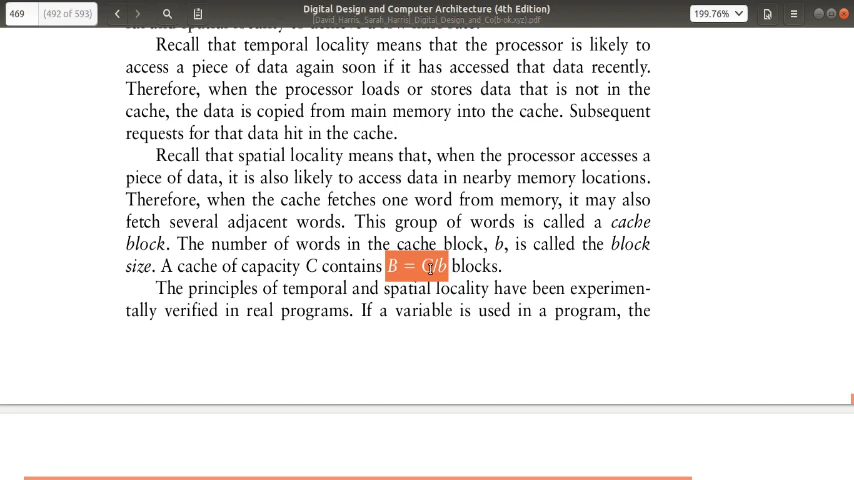 469
(492 of 593)
Digital Design and Computer Architecture (4th Edition)
[David_Harris,_Sarah_Harris]_Digital_Design_and_Co(b-ok.xyz).pdf
199.76%
Recall that temporal locality means that the processor is likely to
access a piece of data again soon if it has accessed that data recently.
Therefore, when the processor loads or stores data that is not in the
cache, the data is copied from main memory into the cache. Subsequent
requests for that data hit in the cache.
Recall that spatial locality means that, when the processor accesses a
piece of data, it is also likely to access data in nearby memory locations.
Therefore, when the cache fetches one word from memory, it may also
fetch several adjacent words. This group of words is called a cache
block. The number of words in the cache block, b, is called the block
size. A cache of capacity C contains B = C/b blocks.
The principles of temporal and spatial locality have been experimen-
tally verified in real programs. If a variable is used in a program, the